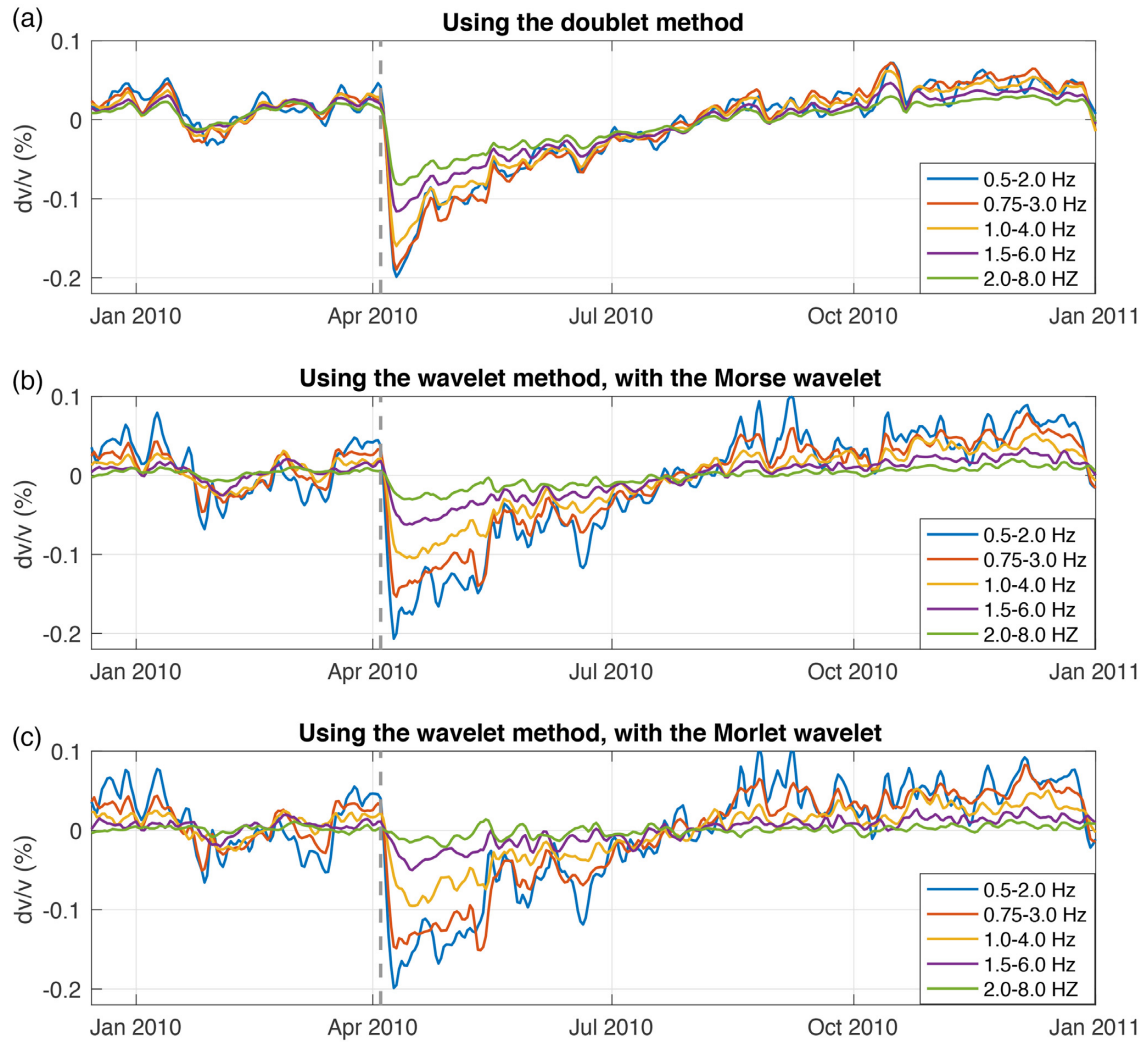 (a)
Using the doublet method
0.1
0
-0.1
-0.2
dv/v (%)
0.5-2.0 Hz
0.75-3.0 Hz
1.0-4.0 Hz
1.5-6.0 Hz
2.0-8.0 HZ
Jan 2010 Apr 2010 Jul 2010 Oct 2010 Jan 2011
(b)
Using the wavelet method, with the Morse wavelet
0.1
0
-0.1
-0.2
dv/v (%)
0.5-2.0 Hz
0.75-3.0 Hz
1.0-4.0 Hz
1.5-6.0 Hz
2.0-8.0 HZ
Jan 2010 Apr 2010 Jul 2010 Oct 2010 Jan 2011
(c)
Using the wavelet method, with the Morlet wavelet
0.1
0
-0.1
-0.2
dv/v (%)
0.5-2.0 Hz
0.75-3.0 Hz
1.0-4.0 Hz
1.5-6.0 Hz
2.0-8.0 HZ
Jan 2010 Apr 2010 Jul 2010 Oct 2010 Jan 2011